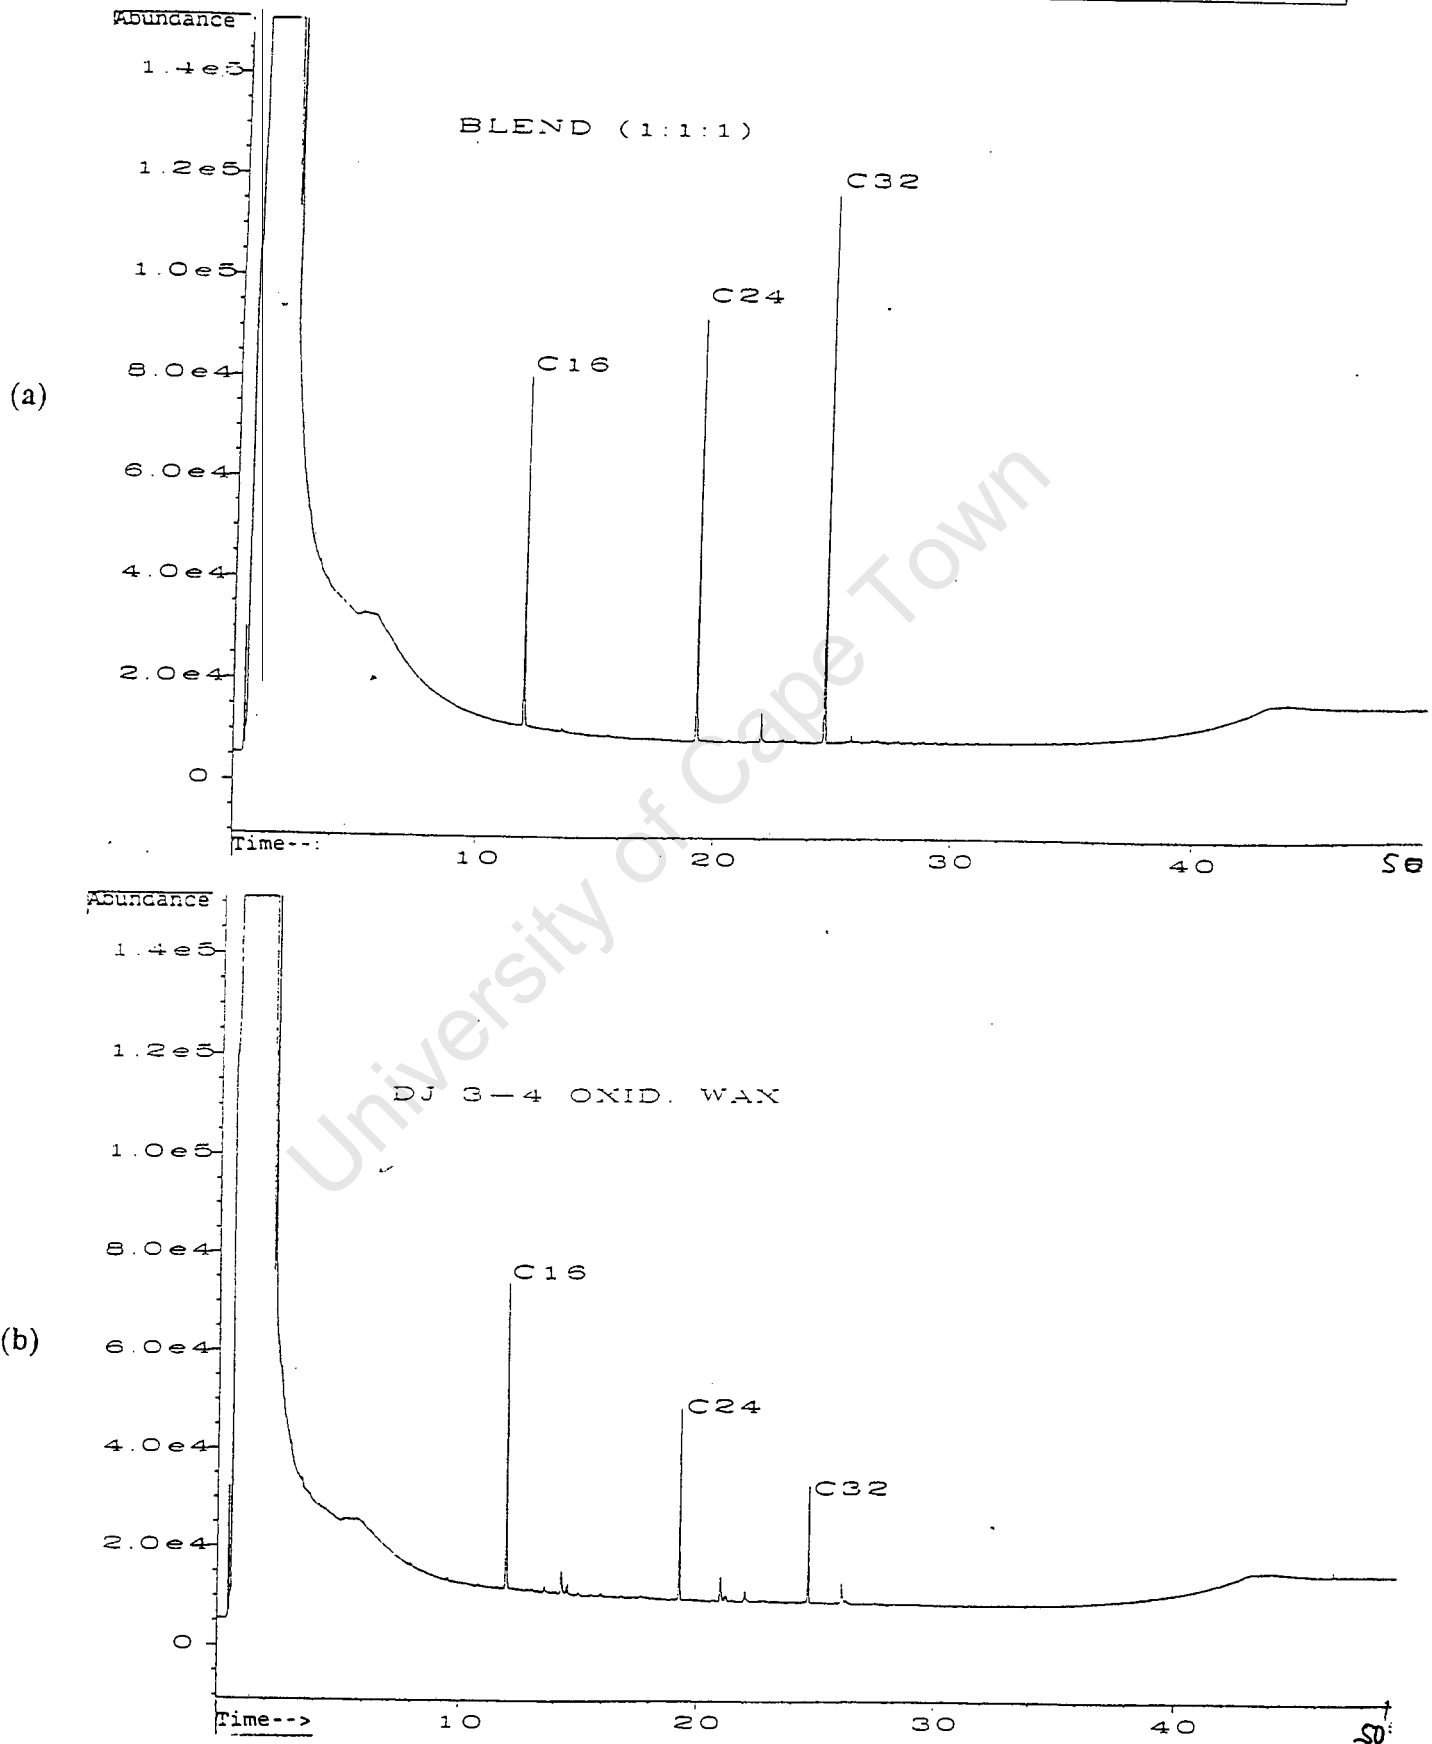 Abundance
1.4e5
BLEND (1:1:1)
1.2e5
C32
1.0e5
C24
8.0e4
C16
(a)
6.0e4
4.0e4
2.0e4
0
Time--:
10
20
30
40
50
Abundance
1.4e5
1.2e5
DJ 3-4 OXID. WAX
1.0e5
8.0e4
C16
(b)
6.0e4
C24
4.0e4
C32
2.0e4
0
Time-->
10
20
30
40
50
University of Cape Town